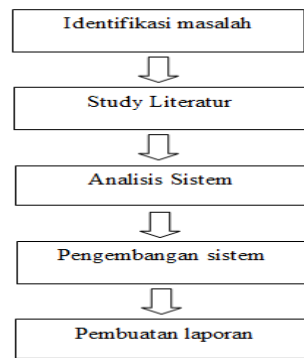 Identifikasi masalah
Study Literatur
Analisis Sistem
Pengembangan sistem
Pembuatan laporan